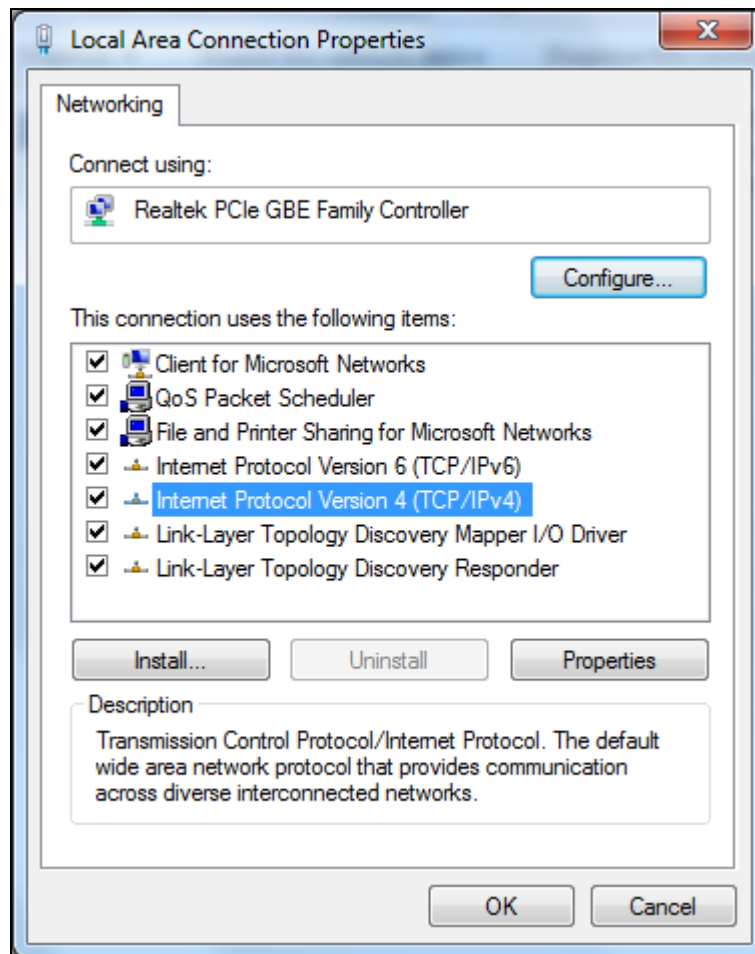 Local Area Connection Properties
Networking
Connect using:
Realtek PCIe GBE Family Controller
Configure...
This connection uses the following items:
Client for Microsoft Networks
QoS Packet Scheduler
File and Printer Sharing for Microsoft Networks
Internet Protocol Version 6 (TCP/IPv6)
Internet Protocol Version 4 (TCP/IPv4)
Link-Layer Topology Discovery Mapper I/O Driver
Link-Layer Topology Discovery Responder
Install... Uninstall Properties
Description
Transmission Control Protocol/Internet Protocol. The default
wide area network protocol that provides communication
across diverse interconnected networks.
OK Cancel